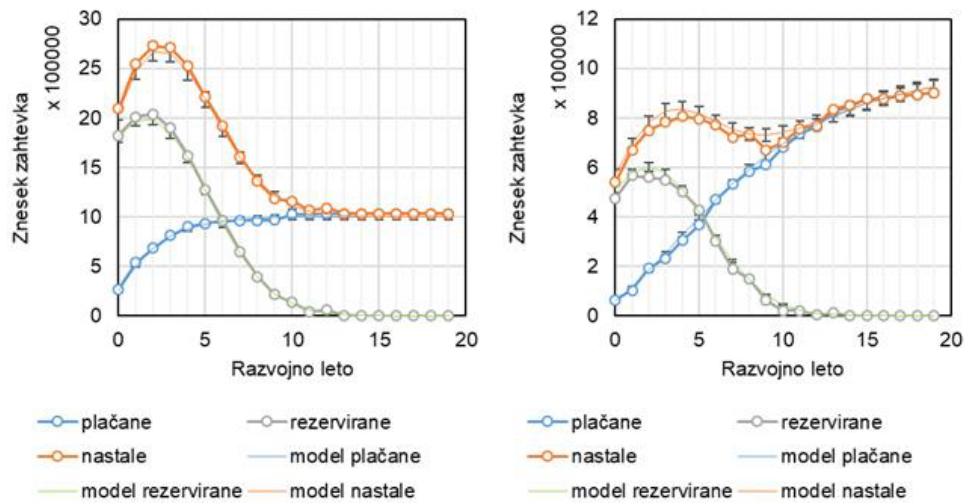 30
25
20
15
10
5
0
x 100000
Znesek zahtevka
0 5 10 15 20
Razvojno leto
plačane rezervirane
nastale model plačane
model rezervirane model nastale
12
10
8
6
4
2
0
x 100000
Znesek zahtevka
0 5 10 15 20
Razvojno leto
plačane rezervirane
nastale model plačane
model rezervirane model nastale